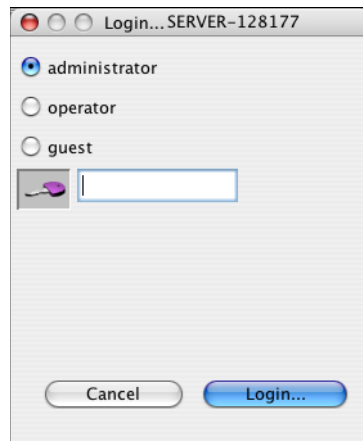 Login... SERVER-128177
administrator
operator
guest
Cancel
Login...